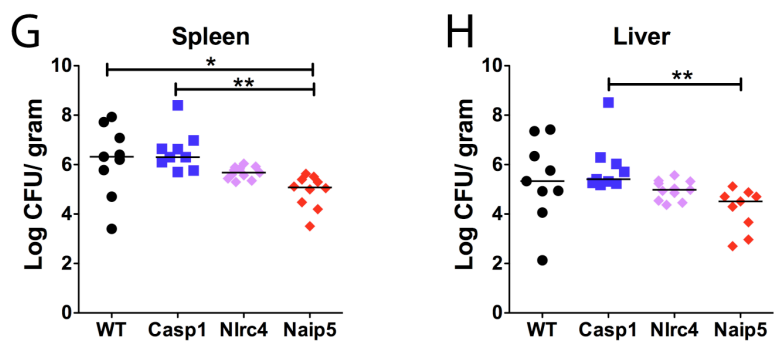 G
Spleen
Log CFU/ gram
10
8
6
4
2
0
*
**
WT Casp1 Nlrc4 Naip5
H
Liver
Log CFU/ gram
10
8
6
4
2
0
**
WT Casp1 Nlrc4 Naip5